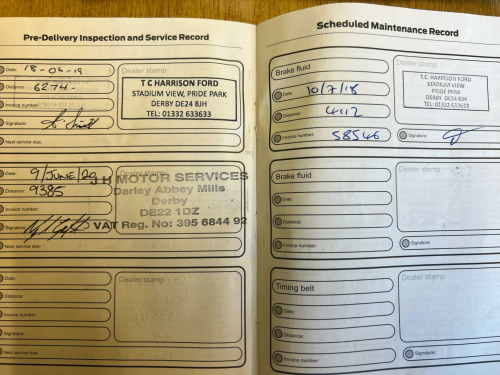 Pre-Delivery Inspection and Service Record
Date: 18-06-19
Distance: 6274
Invoice number:
Signature:
Next service due:
Dealer stamp
T.C HARRISON FORD
STADIUM VIEW, PRIDE PARK
DERBY DE24 8JH
TEL: 01332 633633
Date: 9/JUNE/20
Distance: 9385
Invoice number:
Signature:
Next service due:
Dealer stamp
J H MOTOR SERVICES
Darley Abbey Mills
Derby
DE22 1DZ
VAT Reg. No: 395 6844 92
Date:
Distance:
Invoice number:
Signature:
Next service due:
Dealer stamp
Scheduled Maintenance Record
Brake fluid
Date: 10/7/18
Distance: 4112
Invoice number: 58546
Dealer stamp
T.C. HARRISON FORD
STADIUM VIEW
PRIDE PARK
DERBY DE24 8JH
TEL: 01332 633633
Signature:
Brake fluid
Date:
Distance:
Invoice number:
Dealer stamp
Signature:
Timing belt
Date:
Distance:
Invoice number:
Dealer stamp
Signature: